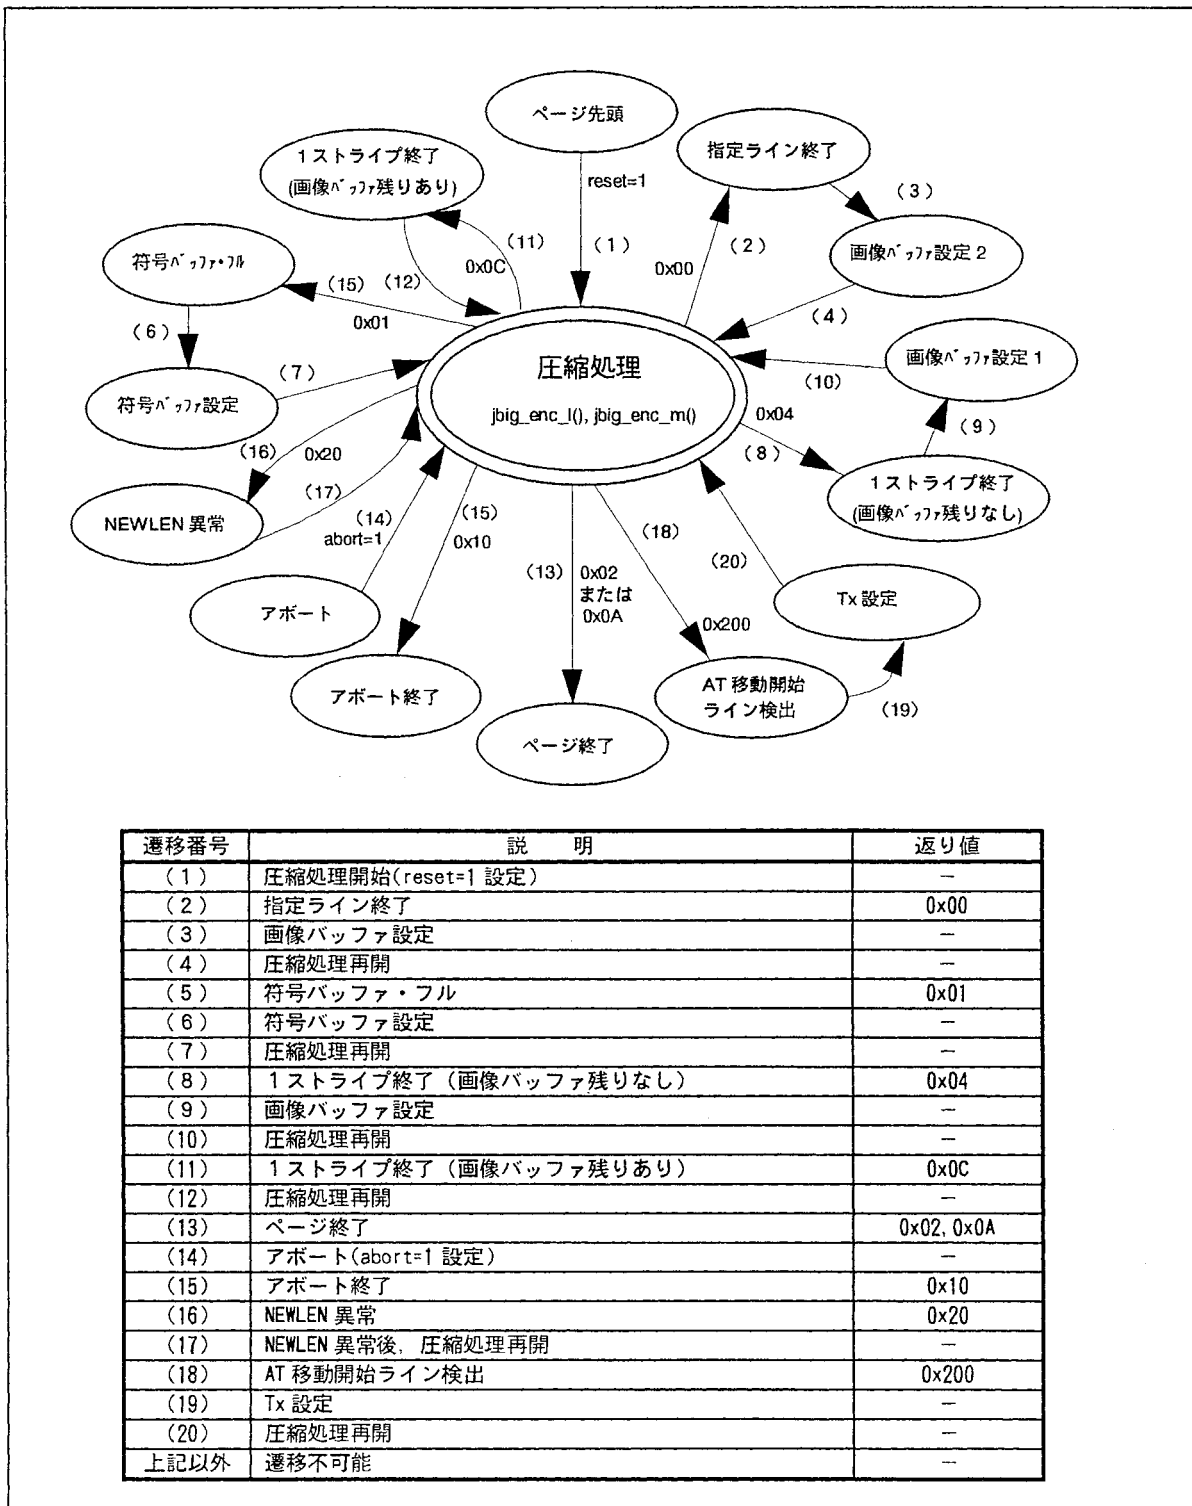 ページ先頭
reset=1
(1)
指定ライン終了
(2)
0x00
(3)
画像バッファ設定2
(4)
画像バッファ設定1
(10)
0x04
(9)
(8)
1ストライプ終了
(画像バッファ残りなし)
1ストライプ終了
(画像バッファ残りあり)
(11)
0x0C
(12)
符号バッファ・フル
(15)
0x01
(6)
符号バッファ設定
(7)
圧縮処理
jbig_enc_l(), jbig_enc_m()
(16)
0x20
(17)
NEWLEN 異常
(14)
abort=1
アボート
(15)
0x10
アボート終了
(13)
0x02
または
0x0A
ページ終了
(18)
0x200
AT 移動開始
ライン検出
(19)
Tx 設定
(20)
遷移番号 説 明 返り値
(1) 圧縮処理開始(reset=1 設定) —
(2) 指定ライン終了 0x00
(3) 画像バッファ設定 —
(4) 圧縮処理再開 —
(5) 符号バッファ・フル 0x01
(6) 符号バッファ設定 —
(7) 圧縮処理再開 —
(8) 1ストライプ終了(画像バッファ残りなし) 0x04
(9) 画像バッファ設定 —
(10) 圧縮処理再開 —
(11) 1ストライプ終了(画像バッファ残りあり) 0x0C
(12) 圧縮処理再開 —
(13) ページ終了 0x02, 0x0A
(14) アボート(abort=1 設定) —
(15) アボート終了 0x10
(16) NEWLEN 異常 0x20
(17) NEWLEN 異常後,圧縮処理再開 —
(18) AT 移動開始ライン検出 0x200
(19) Tx 設定 —
(20) 圧縮処理再開 —
上記以外 遷移不可能 —